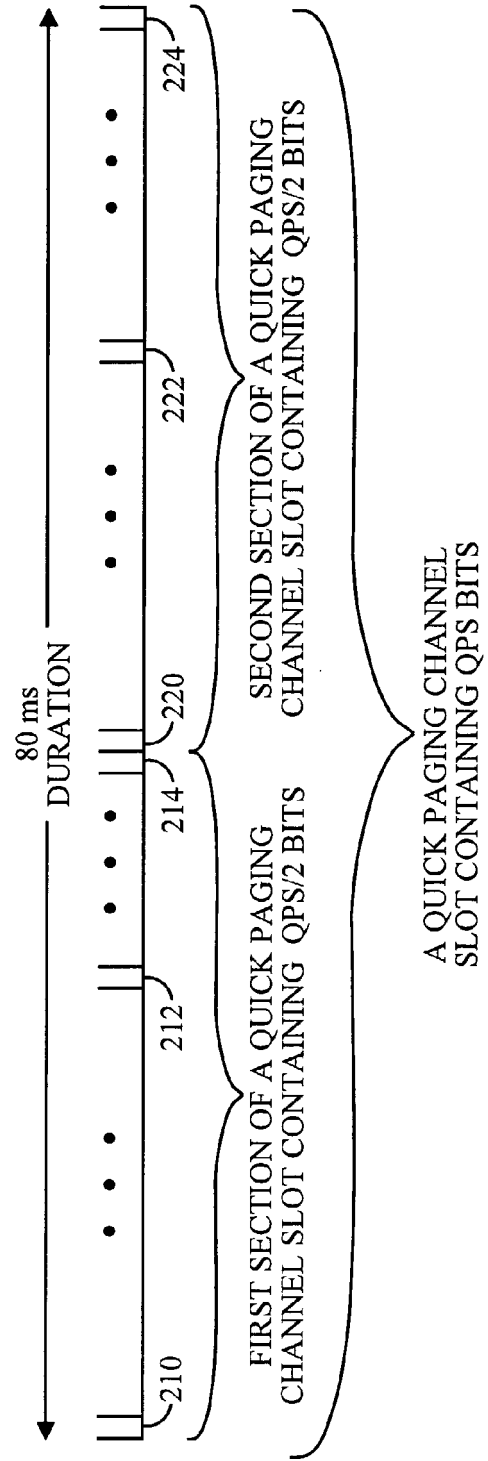 80 ms
DURATION
210
212
214
220
222
224
FIRST SECTION OF A QUICK PAGING
CHANNEL SLOT CONTAINING QPS/2 BITS
SECOND SECTION OF A QUICK PAGING
CHANNEL SLOT CONTAINING QPS/2 BITS
A QUICK PAGING CHANNEL
SLOT CONTAINING QPS BITS